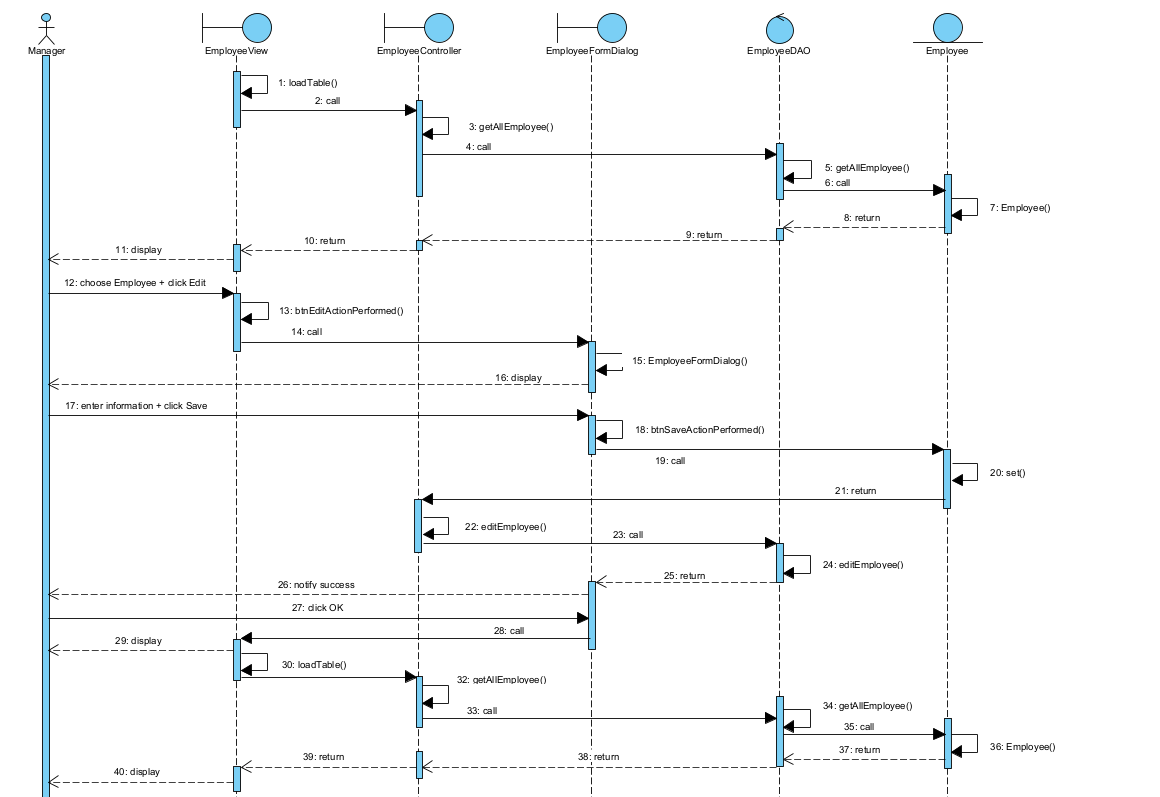 Manager
EmployeeView
EmployeeController
EmployeeFormDialog
EmployeeDAO
Employee
1: loadTable()
2: call
3: getAllEmployee()
4: call
5: getAllEmployee()
6: call
7: Employee()
8: return
9: return
10: return
11: display
12: choose Employee + click Edit
13: btnEditActionPerformed()
14: call
15: EmployeeFormDialog()
16: display
17: enter information + click Save
18: btnSaveActionPerformed()
19: call
20: set()
21: return
22: editEmployee()
23: call
24: editEmployee()
25: return
26: notify success
27: click OK
28: call
29: display
30: loadTable()
32: getAllEmployee()
33: call
34: getAllEmployee()
35: call
36: Employee()
37: return
38: return
39: return
40: display